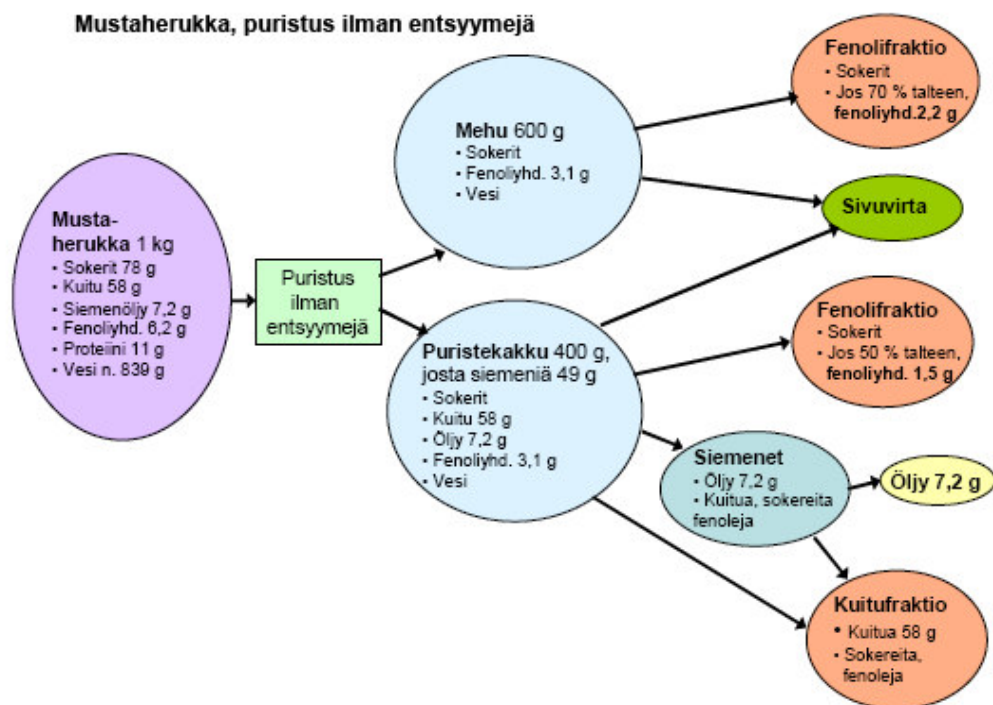 Mustaherukka, puristus ilman entsyymejä
Musta-
herukka 1 kg
• Sokerit 78 g
• Kuitu 58 g
• Siemenöljy 7,2 g
• Fenoliyhd. 6,2 g
• Proteiini 11 g
• Vesi n. 839 g
Puristus
ilman
entsyymejä
Mehu 600 g
• Sokerit
• Fenoliyhd. 3,1 g
• Vesi
Puristekakku 400 g,
josta siemeniä 49 g
• Sokerit
• Kuitu 58 g
• Öljy 7,2 g
• Fenoliyhd. 3,1 g
• Vesi
Fenolifraktio
• Sokerit
• Jos 70 % talteen,
fenoliyhd.2,2 g
Sivuvirta
Fenolifraktio
• Sokerit
• Jos 50 % talteen,
fenoliyhd. 1,5 g
Siemenet
• Öljy 7,2 g
• Kuitua, sokereita
fenoleja
Öljy 7,2 g
Kuitufraktio
• Kuitua 58 g
• Sokereita,
fenoleja